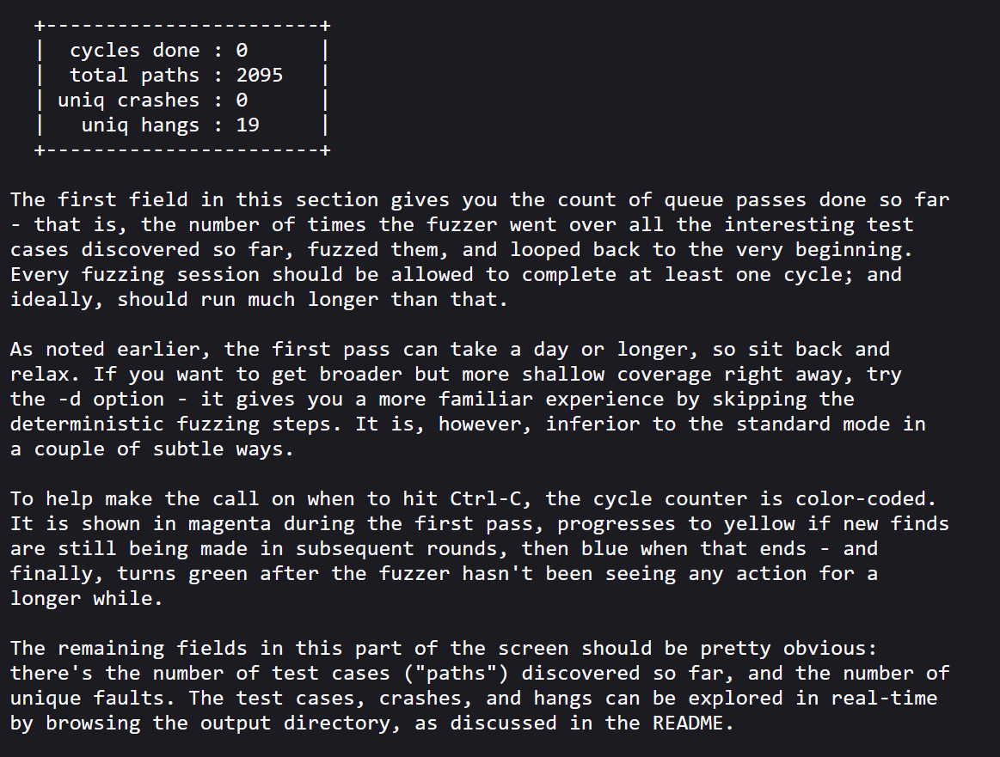 +-----------------------+
|  cycles done : 0      |
|  total paths : 2095   |
| uniq crashes : 0      |
|   uniq hangs : 19     |
+-----------------------+
The first field in this section gives you the count of queue passes done so far
- that is, the number of times the fuzzer went over all the interesting test
cases discovered so far, fuzzed them, and looped back to the very beginning.
Every fuzzing session should be allowed to complete at least one cycle; and
ideally, should run much longer than that.
As noted earlier, the first pass can take a day or longer, so sit back and
relax. If you want to get broader but more shallow coverage right away, try
the -d option - it gives you a more familiar experience by skipping the
deterministic fuzzing steps. It is, however, inferior to the standard mode in
a couple of subtle ways.
To help make the call on when to hit Ctrl-C, the cycle counter is color-coded.
It is shown in magenta during the first pass, progresses to yellow if new finds
are still being made in subsequent rounds, then blue when that ends - and
finally, turns green after the fuzzer hasn't been seeing any action for a
longer while.
The remaining fields in this part of the screen should be pretty obvious:
there's the number of test cases ("paths") discovered so far, and the number of
unique faults. The test cases, crashes, and hangs can be explored in real-time
by browsing the output directory, as discussed in the README.